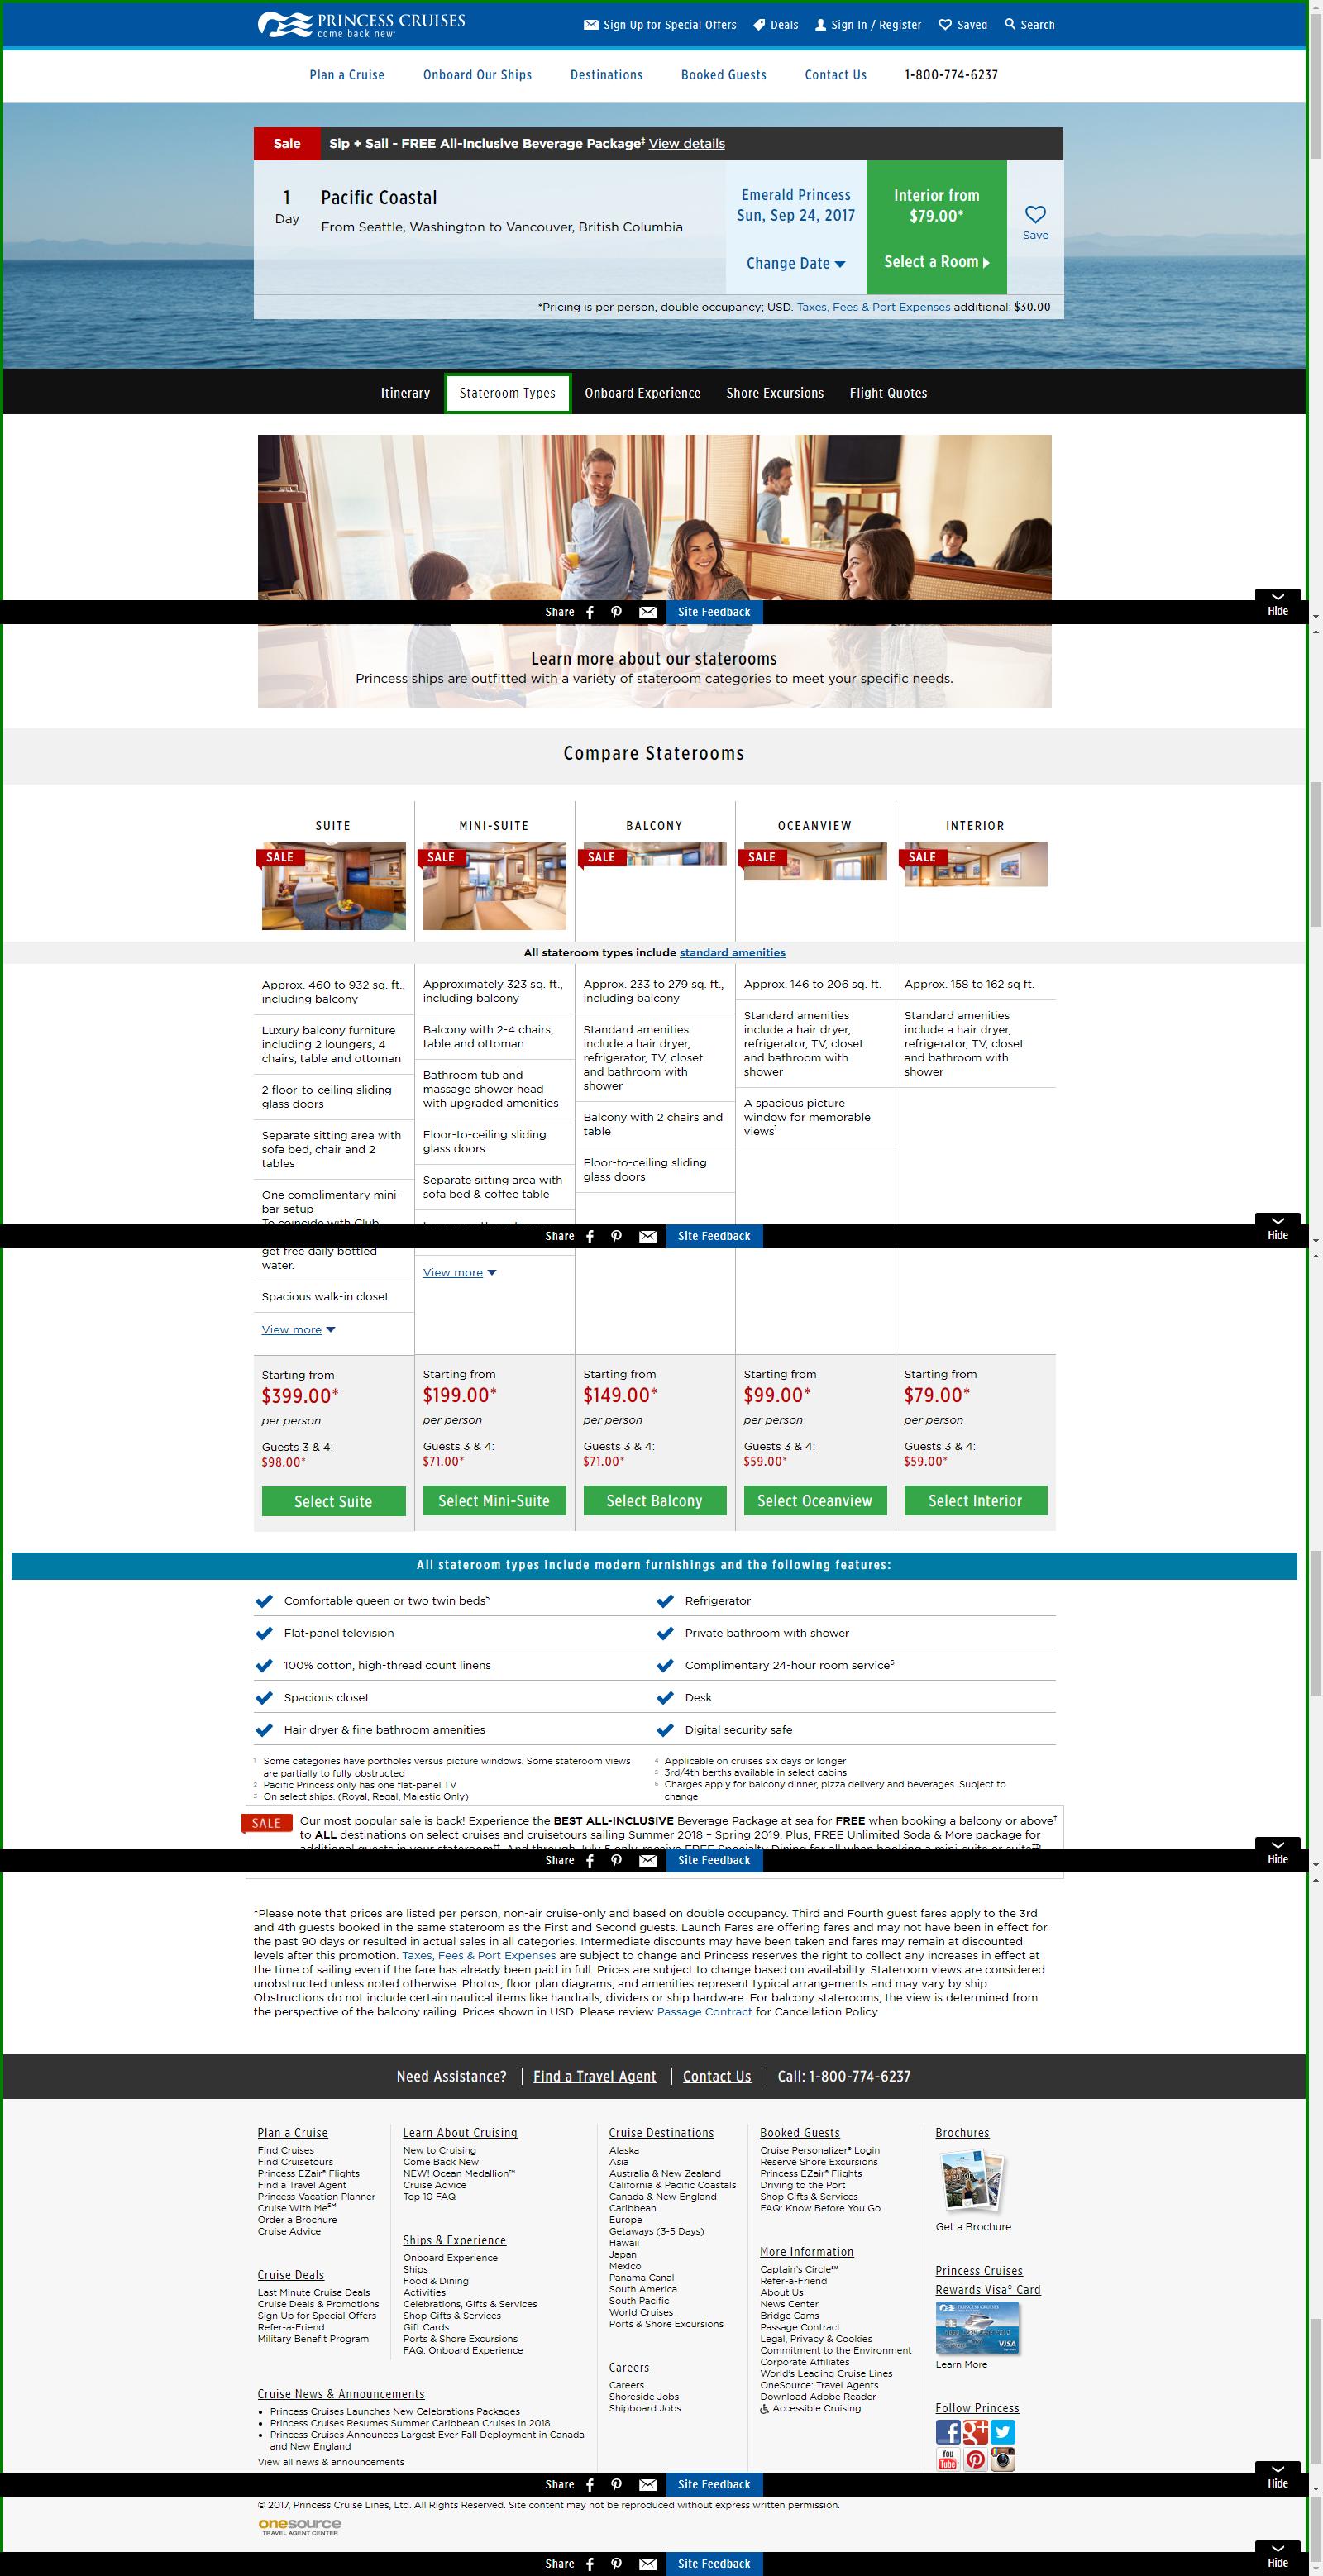 PRINCESS CRUISES
come back new
Sign Up for Special Offers
Deals
Sign In / Register
Saved
Search
Plan a Cruise
Onboard Our Ships
Destinations
Booked Guests
Contact Us
1-800-774-6237
Sale
Sip + Sail - FREE All-Inclusive Beverage Package‡ View details
1
Day
Pacific Coastal
From Seattle, Washington to Vancouver, British Columbia
Emerald Princess
Sun, Sep 24, 2017
Change Date
Interior from
$79.00*
Select a Room
Save
*Pricing is per person, double occupancy; USD. Taxes, Fees & Port Expenses additional: $30.00
Itinerary
Stateroom Types
Onboard Experience
Shore Excursions
Flight Quotes
Share
Site Feedback
Hide
Learn more about our staterooms
Princess ships are outfitted with a variety of stateroom categories to meet your specific needs.
Compare Staterooms
SUITE
MINI-SUITE
BALCONY
OCEANVIEW
INTERIOR
SALE
SALE
SALE
SALE
SALE
All stateroom types include standard amenities
Approx. 460 to 932 sq. ft.,
including balcony
Luxury balcony furniture
including 2 loungers, 4
chairs, table and ottoman
2 floor-to-ceiling sliding
glass doors
Separate sitting area with
sofa bed, chair and 2
tables
One complimentary mini-
bar setup
To coincide with Club
Approximately 323 sq. ft.,
including balcony
Balcony with 2-4 chairs,
table and ottoman
Bathroom tub and
massage shower head
with upgraded amenities
Floor-to-ceiling sliding
glass doors
Separate sitting area with
sofa bed & coffee table
Luxury mattress topper
Approx. 233 to 279 sq. ft.,
including balcony
Standard amenities
include a hair dryer,
refrigerator, TV, closet
and bathroom with
shower
Balcony with 2 chairs and
table
Floor-to-ceiling sliding
glass doors
Approx. 146 to 206 sq. ft.
Standard amenities
include a hair dryer,
refrigerator, TV, closet
and bathroom with
shower
A spacious picture
window for memorable
views¹
Approx. 158 to 162 sq ft.
Standard amenities
include a hair dryer,
refrigerator, TV, closet
and bathroom with
shower
Share
Site Feedback
Hide
get free daily bottled
water.
Spacious walk-in closet
View more
View more
Starting from
$399.00*
per person
Guests 3 & 4:
$98.00*
Select Suite
Starting from
$199.00*
per person
Guests 3 & 4:
$71.00*
Select Mini-Suite
Starting from
$149.00*
per person
Guests 3 & 4:
$71.00*
Select Balcony
Starting from
$99.00*
per person
Guests 3 & 4:
$59.00*
Select Oceanview
Starting from
$79.00*
per person
Guests 3 & 4:
$59.00*
Select Interior
All stateroom types include modern furnishings and the following features:
Comfortable queen or two twin beds⁵
Flat-panel television
100% cotton, high-thread count linens
Spacious closet
Hair dryer & fine bathroom amenities
Refrigerator
Private bathroom with shower
Complimentary 24-hour room service⁶
Desk
Digital security safe
1 Some categories have portholes versus picture windows. Some stateroom views
are partially to fully obstructed
2 Pacific Princess only has one flat-panel TV
3 On select ships. (Royal, Regal, Majestic Only)
4 Applicable on cruises six days or longer
5 3rd/4th berths available in select cabins
6 Charges apply for balcony dinner, pizza delivery and beverages. Subject to
change
SALE
Our most popular sale is back! Experience the BEST ALL-INCLUSIVE Beverage Package at sea for FREE when booking a balcony or above‡
to ALL destinations on select cruises and cruisetours sailing Summer 2018 – Spring 2019. Plus, FREE Unlimited Soda & More package for
Share
Site Feedback
Hide
*Please note that prices are listed per person, non-air cruise-only and based on double occupancy. Third and Fourth guest fares apply to the 3rd
and 4th guests booked in the same stateroom as the First and Second guests. Launch Fares are offering fares and may not have been in effect for
the past 90 days or resulted in actual sales in all categories. Intermediate discounts may have been taken and fares may remain at discounted
levels after this promotion. Taxes, Fees & Port Expenses are subject to change and Princess reserves the right to collect any increases in effect at
the time of sailing even if the fare has already been paid in full. Prices are subject to change based on availability. Stateroom views are considered
unobstructed unless noted otherwise. Photos, floor plan diagrams, and amenities represent typical arrangements and may vary by ship.
Obstructions do not include certain nautical items like handrails, dividers or ship hardware. For balcony staterooms, the view is determined from
the perspective of the balcony railing. Prices shown in USD. Please review Passage Contract for Cancellation Policy.
Need Assistance?
Find a Travel Agent
Contact Us
Call: 1-800-774-6237
Plan a Cruise
Find Cruises
Find Cruisetours
Princess EZair® Flights
Find a Travel Agent
Princess Vacation Planner
Cruise With Me℠
Order a Brochure
Cruise Advice
Cruise Deals
Last Minute Cruise Deals
Cruise Deals & Promotions
Sign Up for Special Offers
Refer-a-Friend
Military Benefit Program
Learn About Cruising
New to Cruising
Come Back New
NEW! Ocean Medallion™
Cruise Advice
Top 10 FAQ
Ships & Experience
Onboard Experience
Ships
Food & Dining
Activities
Celebrations, Gifts & Services
Shop Gifts & Services
Gift Cards
Ports & Shore Excursions
FAQ: Onboard Experience
Cruise News & Announcements
Princess Cruises Launches New Celebrations Packages
Princess Cruises Resumes Summer Caribbean Cruises in 2018
Princess Cruises Announces Largest Ever Fall Deployment in Canada
and New England
View all news & announcements
Cruise Destinations
Alaska
Asia
Australia & New Zealand
California & Pacific Coastals
Canada & New England
Caribbean
Europe
Getaways (3-5 Days)
Hawaii
Japan
Mexico
Panama Canal
South America
South Pacific
World Cruises
Ports & Shore Excursions
Careers
Careers
Shoreside Jobs
Shipboard Jobs
Booked Guests
Cruise Personalizer® Login
Reserve Shore Excursions
Princess EZair® Flights
Driving to the Port
Shop Gifts & Services
FAQ: Know Before You Go
More Information
Captain's Circle℠
Refer-a-Friend
About Us
News Center
Bridge Cams
Passage Contract
Legal, Privacy & Cookies
Commitment to the Environment
Corporate Affiliates
World's Leading Cruise Lines
OneSource: Travel Agents
Download Adobe Reader
Accessible Cruising
Brochures
Get a Brochure
Princess Cruises
Rewards Visa® Card
PRINCESS CRUISES
VISA
Learn More
Follow Princess
You
Tube
Share
Site Feedback
Hide
© 2017, Princess Cruise Lines, Ltd. All Rights Reserved. Site content may not be reproduced without express written permission.
onesource
TRAVEL AGENT CENTER
Share
Site Feedback
Hide